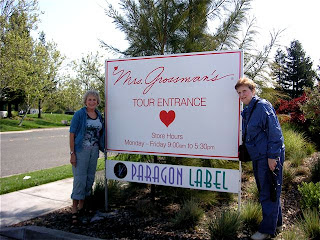 Mrs. Grossman's
TOUR ENTRANCE
Store Hours
Monday - Friday 9:00am to 5:30pm
PARAGON LABEL